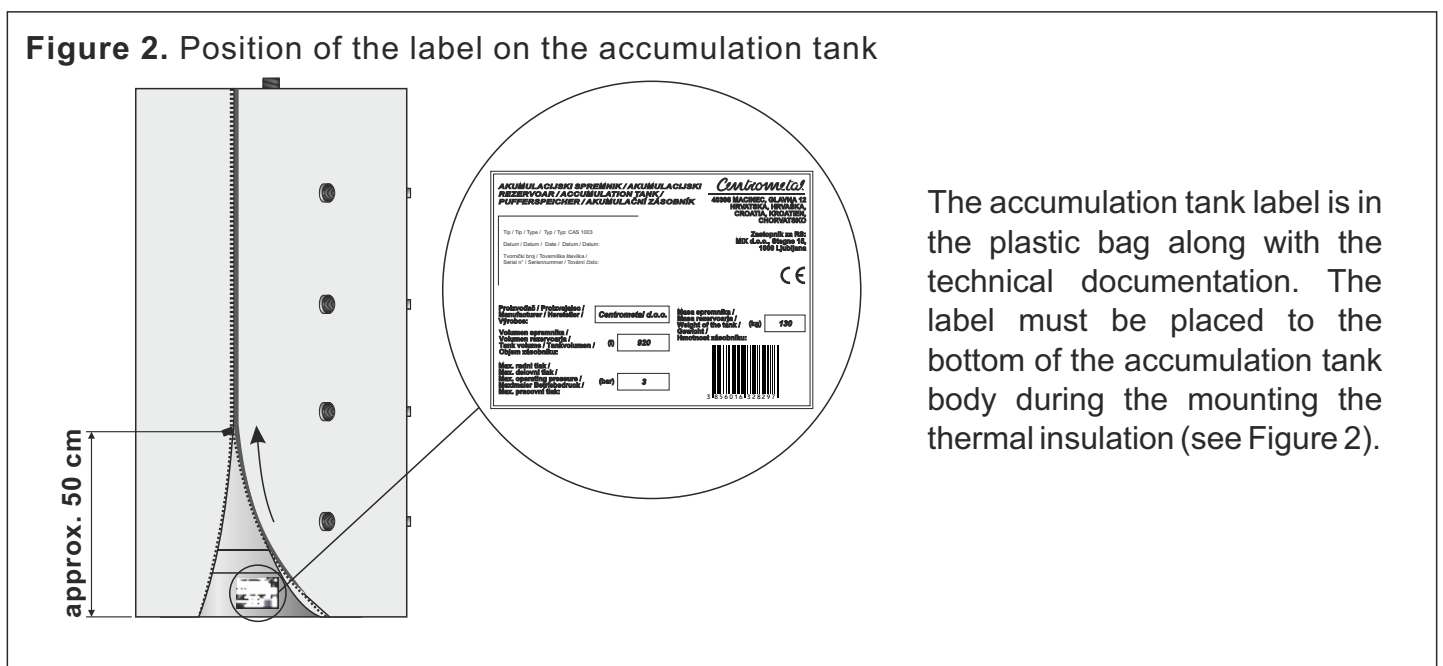 Figure 2. Position of the label on the accumulation tank
approx. 50 cm
AKUMULACIJSKI SPREMNIK / AKUMULACIJSKI
REZERVOAR / ACCUMULATION TANK /
PUFFERSPEICHER / AKUMULAČNÍ ZÁSOBNÍK
Centrometal
40306 MACINEC, GLAVNA 12
HRVATSKA, HRVAŠKA,
CROATIA, KROATIEN,
CHORVATSKO
Zastopnik za RS:
MIX d.o.o., Stegne 15,
1000 Ljubljana
Tip / Tip / Type / Typ / Typ: CAS 1003
Datum / Datum / Date / Datum / Datum:
Tvornički broj / Tovarniška številka /
Serial n° / Seriennummer / Tovární číslo:
CE
Proizvođač / Proizvajalec /
Manufacturer / Hersteller /
Výrobce:
Centrometal d.o.o.
Masa spremnika /
Masa rezervoarja /
Weight of the tank /
Gewicht /
Hmotnost zásobníku:
(kg)
130
Volumen spremnika /
Volumen rezervoarja /
Tank volume / Tankvolumen /
Objem zásobníku:
(l)
920
Max. radni tlak /
Max. delovni tlak /
Max. operating pressure /
Maximaler Betriebsdruck /
Max. pracovní tlak:
(bar)
3
3 856016 328297
The accumulation tank label is in
the plastic bag along with the
technical documentation. The
label must be placed to the
bottom of the accumulation tank
body during the mounting the
thermal insulation (see Figure 2).